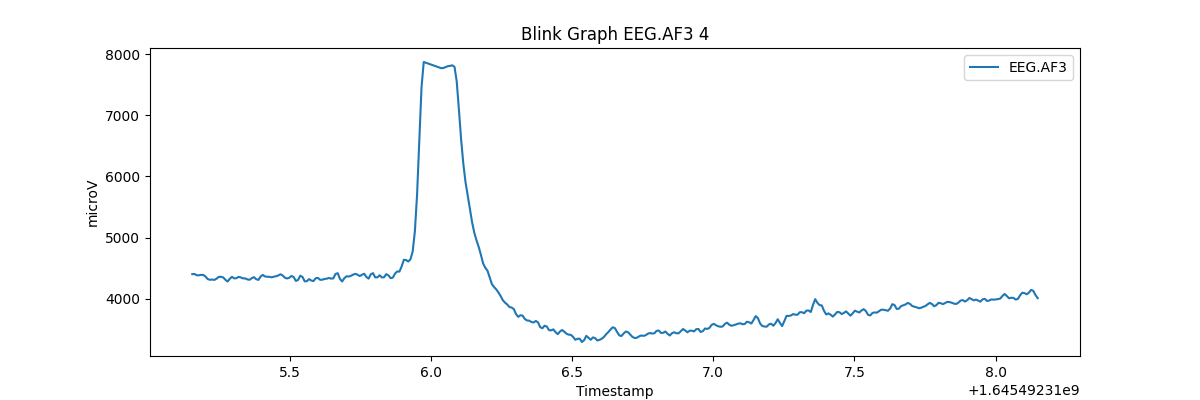 Blink Graph EEG.AF3 4
EEG.AF3
8000
7000
6000
5000
4000
microV
5.5 6.0 6.5 7.0 7.5 8.0
Timestamp
+1.64549231e9